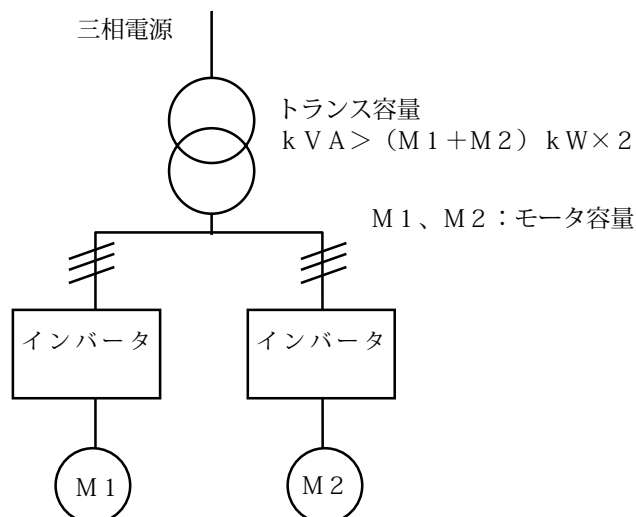 三相電源
トランス容量
ｋＶＡ＞（Ｍ１＋Ｍ２）ｋＷ×２
Ｍ１、Ｍ２：モータ容量
インバータ
インバータ
Ｍ１
Ｍ２